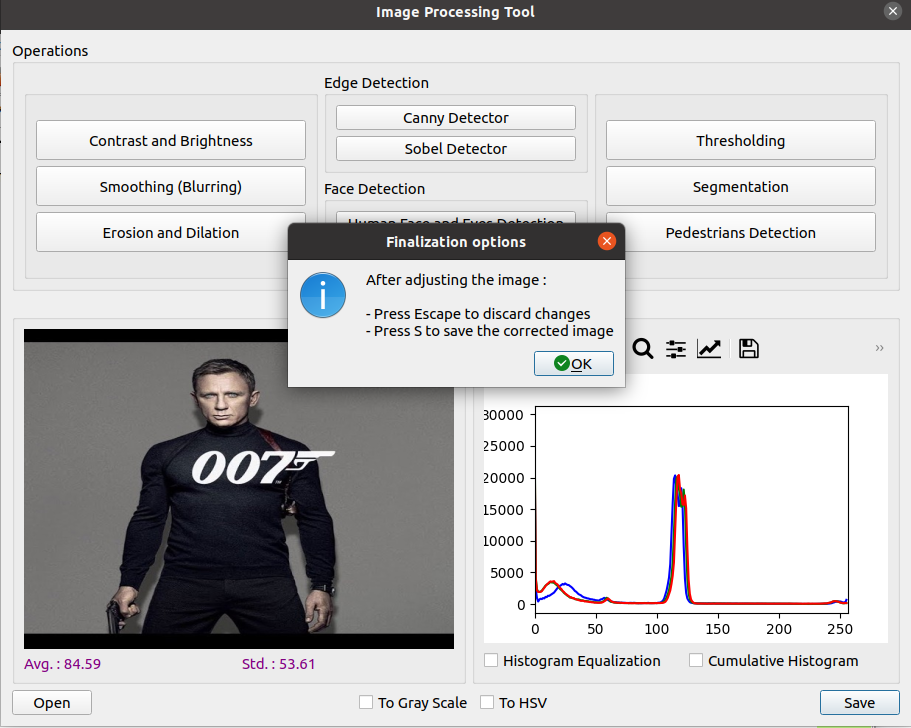 Image Processing Tool
Operations
Edge Detection
Contrast and Brightness
Canny Detector
Thresholding
Smoothing (Blurring)
Sobel Detector
Segmentation
Face Detection
Erosion and Dilation
Human Face and Eyes Detection
Pedestrians Detection
Finalization options
After adjusting the image :
- Press Escape to discard changes
- Press S to save the corrected image
OK
007
TM
30000
25000
20000
15000
10000
5000
0
0 50 100 150 200 250
Avg. : 84.59 Std. : 53.61
Histogram Equalization Cumulative Histogram
Open To Gray Scale To HSV Save